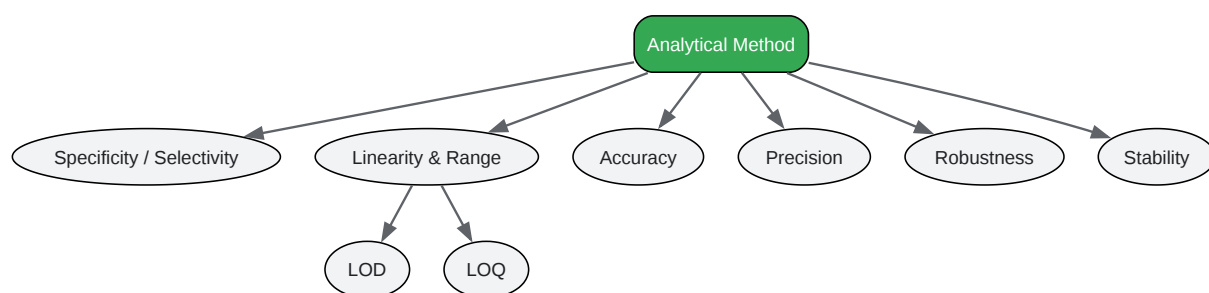 Analytical Method
Specificity / Selectivity
Linearity & Range
Accuracy
Precision
Robustness
Stability
LOD
LOQ